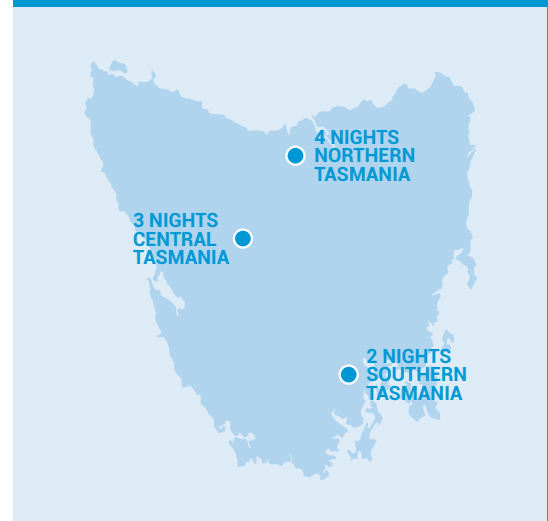 4 NIGHTS
NORTHERN
TASMANIA
3 NIGHTS
CENTRAL
TASMANIA
2 NIGHTS
SOUTHERN
TASMANIA